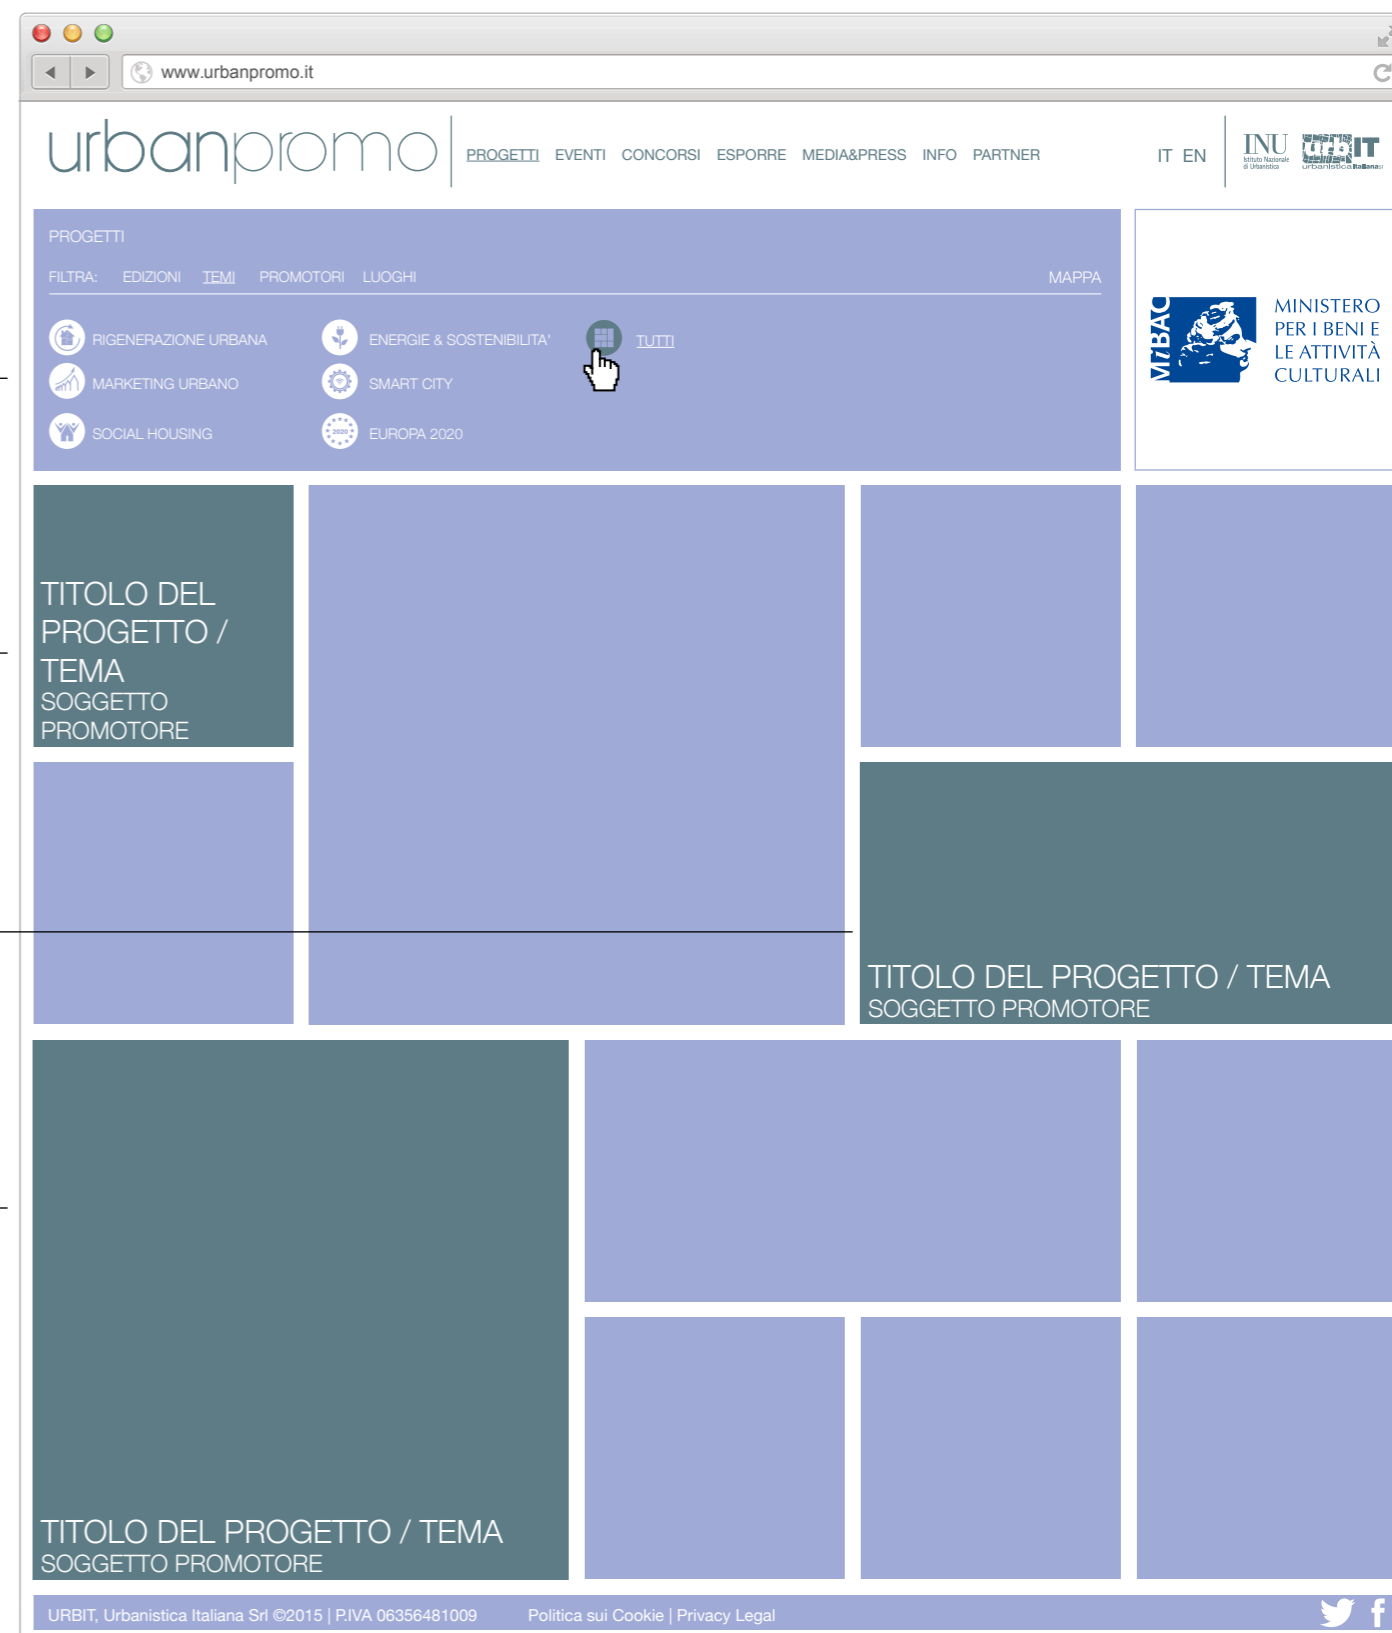 www.urbanpromo.it
urbanpromo
PROGETTI EVENTI CONCORSI ESPORRE MEDIA&PRESS INFO PARTNER
IT EN
INU
Istituto Nazionale
di Urbanistica
urbIT
urbanistica italiana srl
PROGETTI
FILTRA: EDIZIONI TEMI PROMOTORI LUOGHI MAPPA
RIGENERAZIONE URBANA ENERGIE & SOSTENIBILITA' TUTTI
MARKETING URBANO SMART CITY
SOCIAL HOUSING 2020 EUROPA 2020
MiBAC
MINISTERO
PER I BENI E
LE ATTIVITÀ
CULTURALI
TITOLO DEL
PROGETTO /
TEMA
SOGGETTO
PROMOTORE
TITOLO DEL PROGETTO / TEMA
SOGGETTO PROMOTORE
TITOLO DEL PROGETTO / TEMA
SOGGETTO PROMOTORE
URBIT, Urbanistica Italiana Srl ©2015 | P.IVA 06356481009 Politica sui Cookie | Privacy Legal